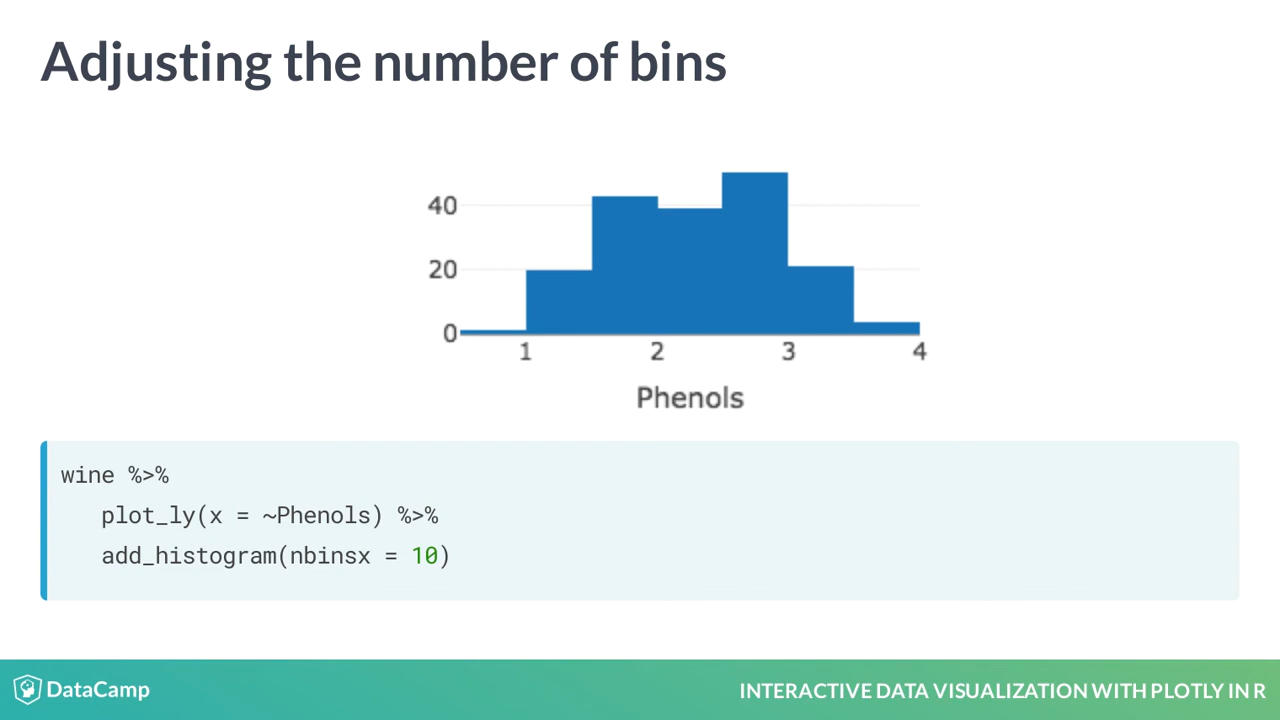 Adjusting the number of bins
40
20
0
1 2 3 4
Phenols
wine %>%
plot_ly(x = ~Phenols) %>%
add_histogram(nbinsx = 10)
DataCamp
INTERACTIVE DATA VISUALIZATION WITH PLOTLY IN R